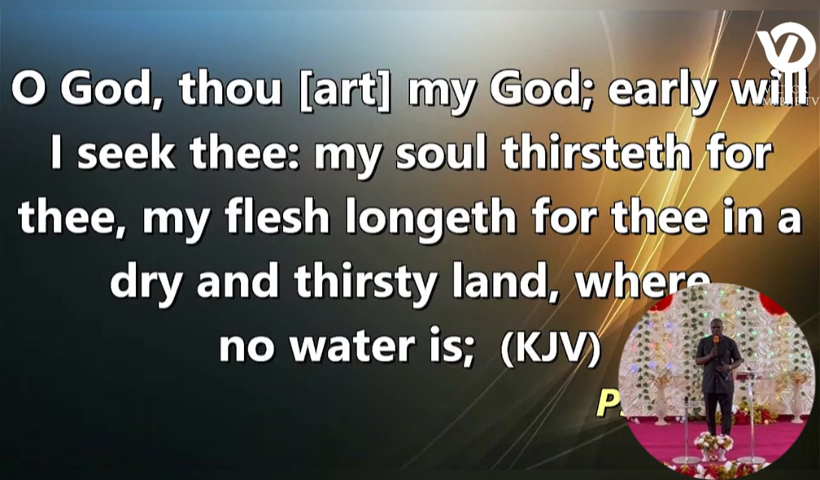 O God, thou [art] my God; early will
I seek thee: my soul thirsteth for
thee, my flesh longeth for thee in a
dry and thirsty land, where
no water is; (KJV)